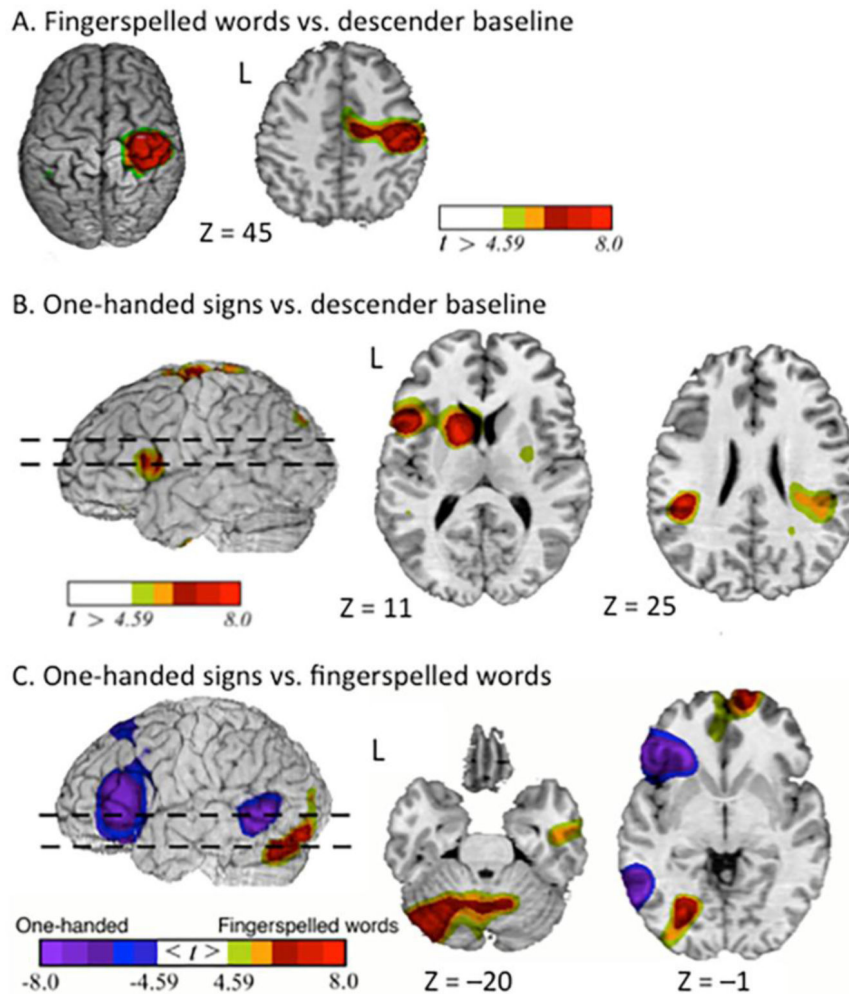 A. Fingerspelled words vs. descender baseline
L
Z = 45
t > 4.59 8.0
B. One-handed signs vs. descender baseline
L
t > 4.59 8.0
Z = 11
Z = 25
C. One-handed signs vs. fingerspelled words
L
One-handed Fingerspelled words
< t >
-8.0 -4.59 4.59 8.0
Z = –20
Z = –1